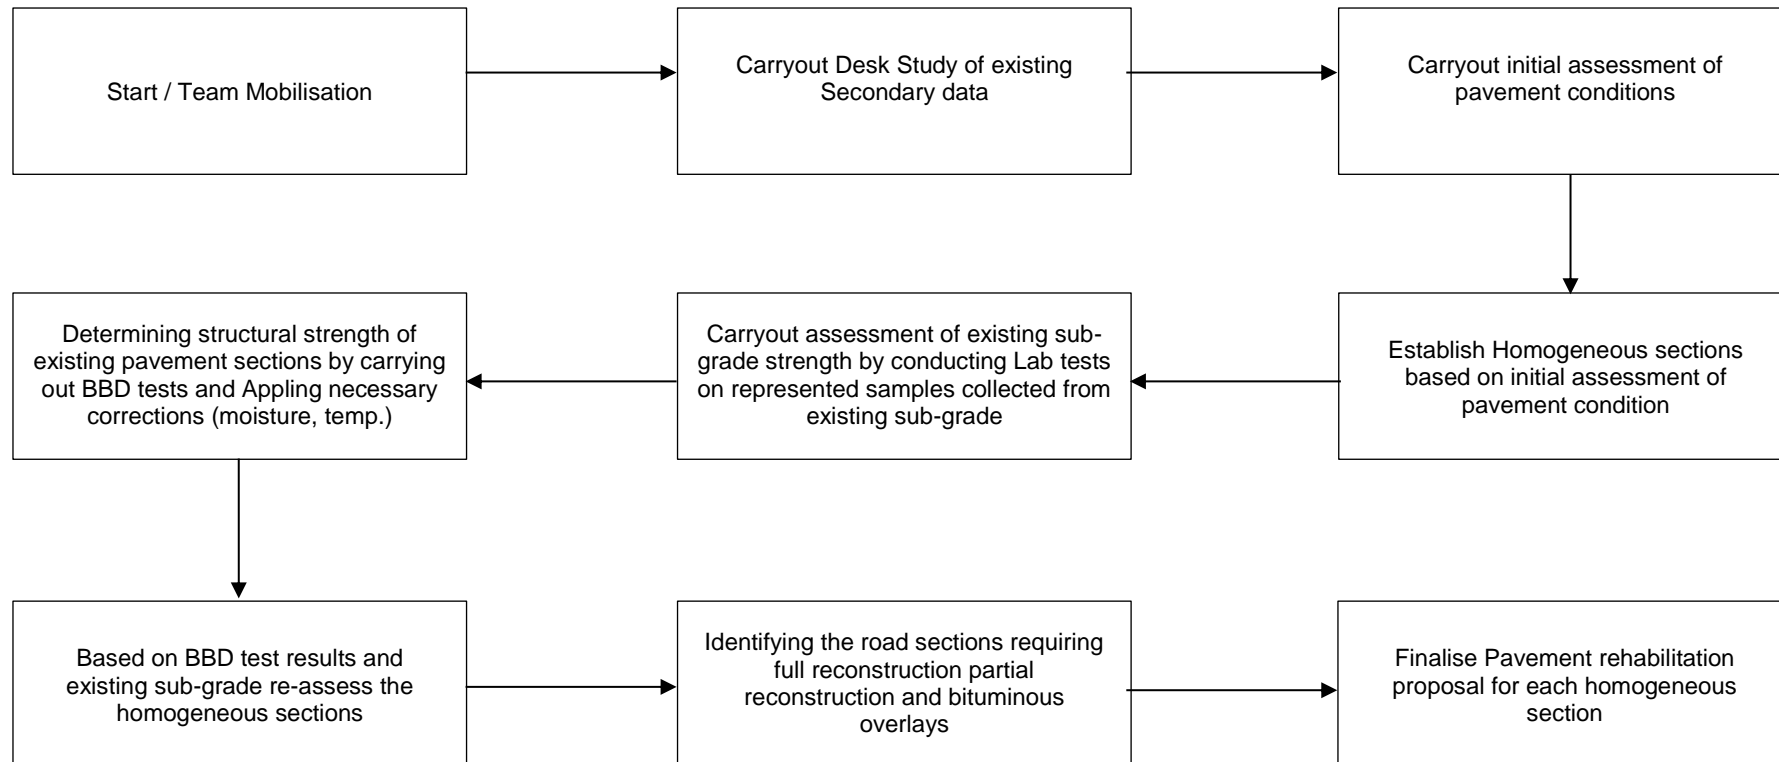 Start / Team Mobilisation
Carryout Desk Study of existing
Secondary data
Carryout initial assessment of
pavement conditions
Establish Homogeneous sections
based on initial assessment of
pavement condition
Carryout assessment of existing sub-
grade strength by conducting Lab tests
on represented samples collected from
existing sub-grade
Determining structural strength of
existing pavement sections by carrying
out BBD tests and Appling necessary
corrections (moisture, temp.)
Based on BBD test results and
existing sub-grade re-assess the
homogeneous sections
Identifying the road sections requiring
full reconstruction partial
reconstruction and bituminous
overlays
Finalise Pavement rehabilitation
proposal for each homogeneous
section